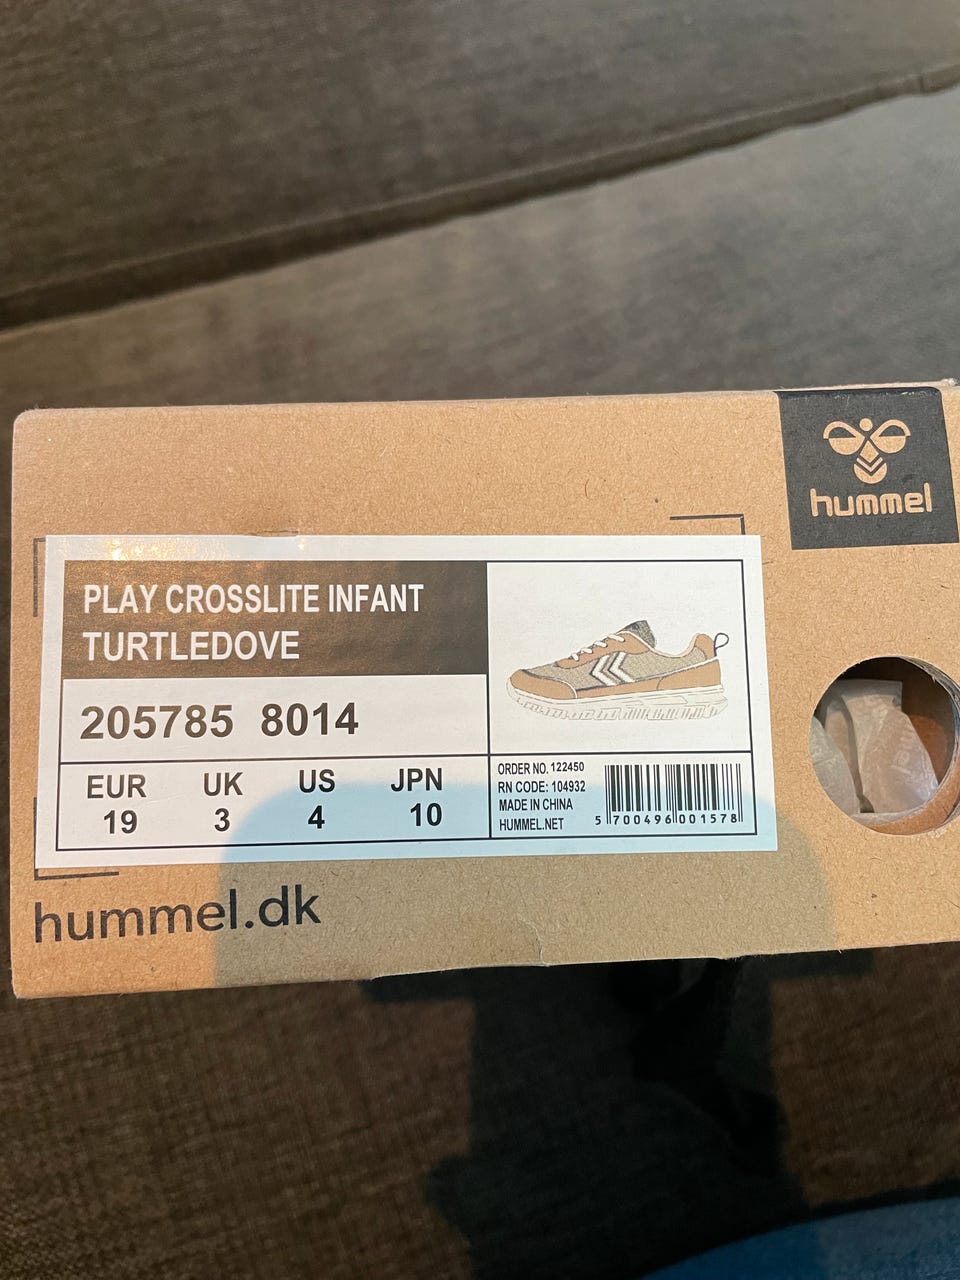 hummel
PLAY CROSSLITE INFANT
TURTLEDOVE
205785 8014
EUR UK US JPN
19 3 4 10
ORDER NO. 122450
RN CODE: 104932
MADE IN CHINA
HUMMEL.NET
5 700496 001578
hummel.dk